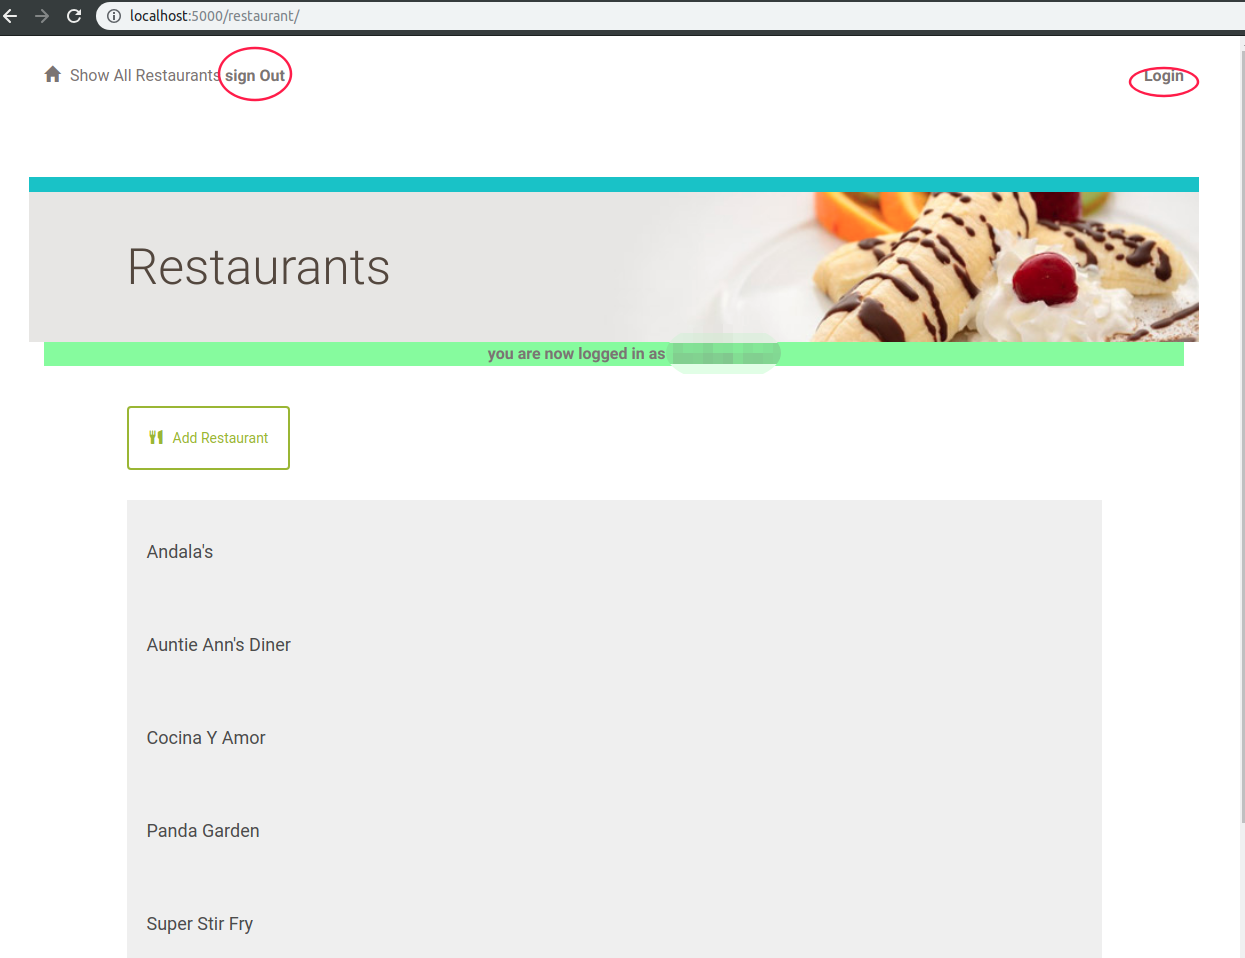 localhost:5000/restaurant/
Show All Restaurants sign Out Login
Restaurants
you are now logged in as
Add Restaurant
Andala's
Auntie Ann's Diner
Cocina Y Amor
Panda Garden
Super Stir Fry